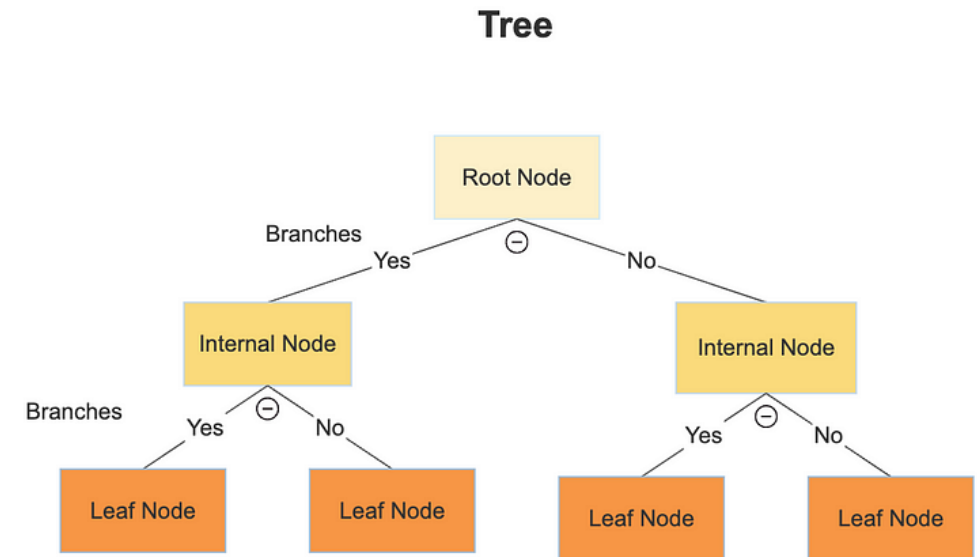 Tree
Root Node
Branches
Yes
No
Internal Node
Internal Node
Branches
Yes
No
Yes
No
Leaf Node
Leaf Node
Leaf Node
Leaf Node